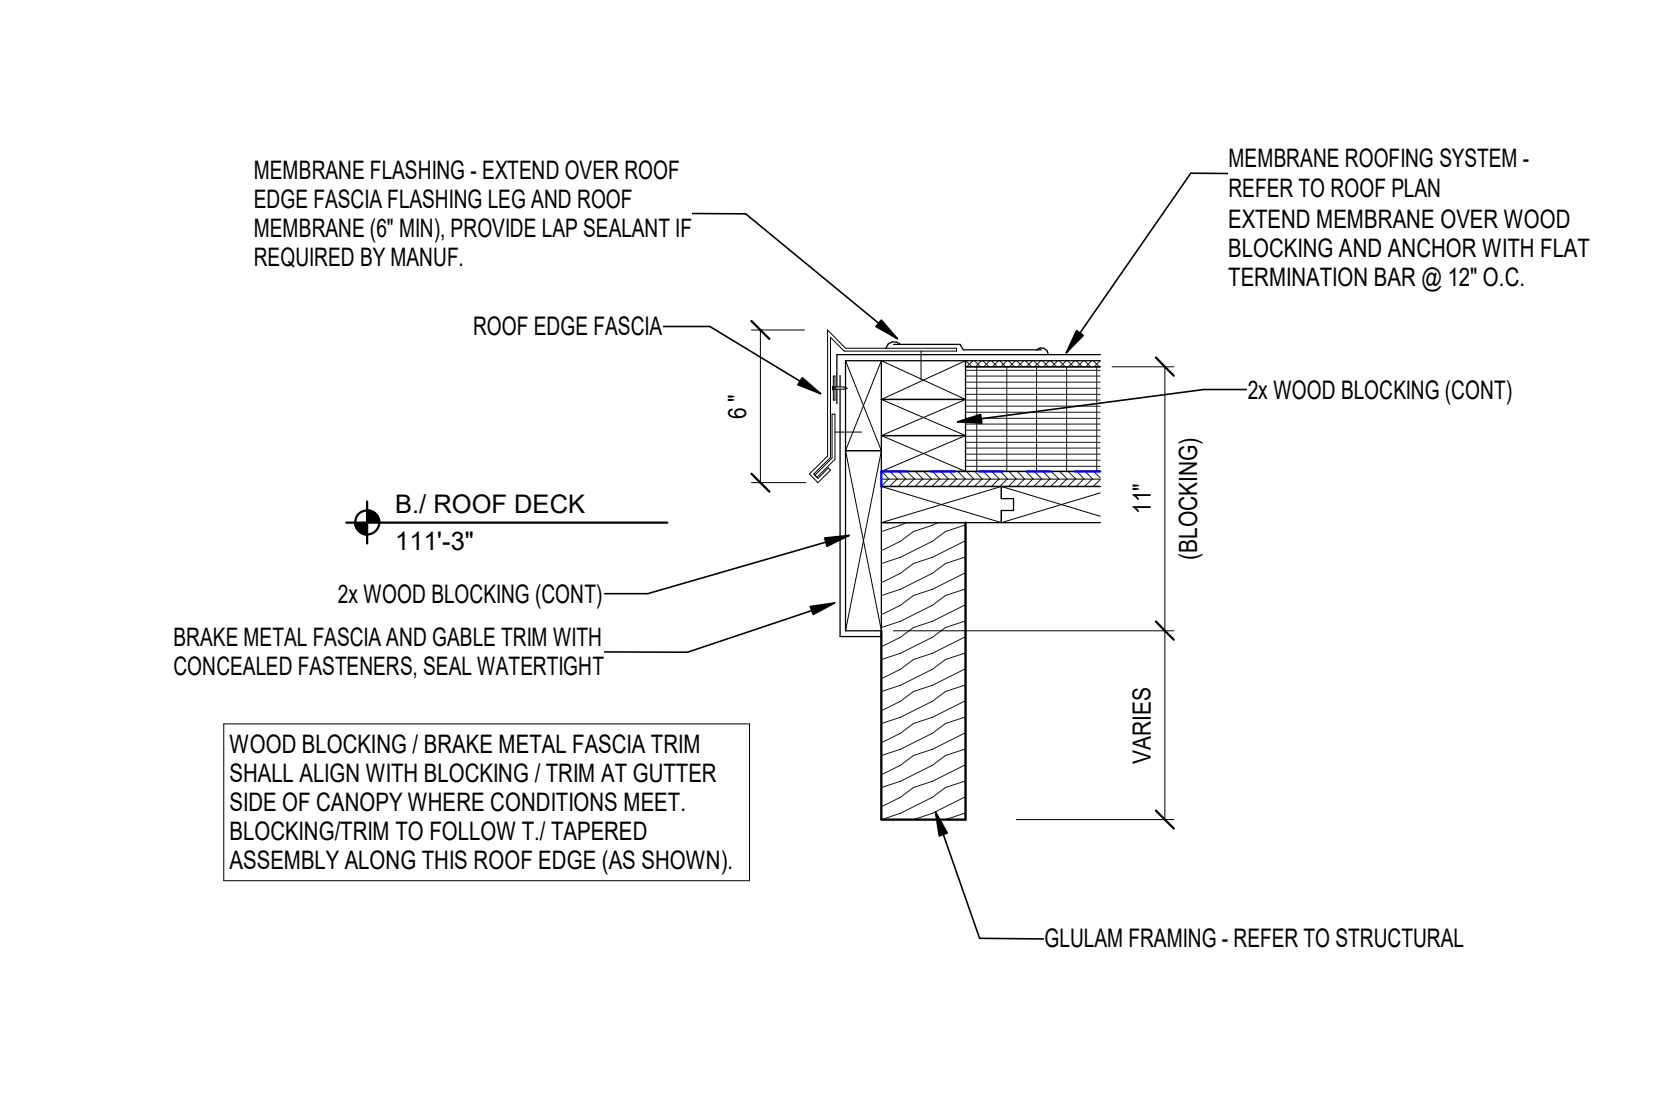 MEMBRANE FLASHING - EXTEND OVER ROOF
EDGE FASCIA FLASHING LEG AND ROOF
MEMBRANE (6" MIN), PROVIDE LAP SEALANT IF
REQUIRED BY MANUF.
MEMBRANE ROOFING SYSTEM -
REFER TO ROOF PLAN
EXTEND MEMBRANE OVER WOOD
BLOCKING AND ANCHOR WITH FLAT
TERMINATION BAR @ 12" O.C.
ROOF EDGE FASCIA
6"
2x WOOD BLOCKING (CONT)
11"
(BLOCKING)
B./ ROOF DECK
111'-3"
2x WOOD BLOCKING (CONT)
BRAKE METAL FASCIA AND GABLE TRIM WITH
CONCEALED FASTENERS, SEAL WATERTIGHT
VARIES
WOOD BLOCKING / BRAKE METAL FASCIA TRIM
SHALL ALIGN WITH BLOCKING / TRIM AT GUTTER
SIDE OF CANOPY WHERE CONDITIONS MEET.
BLOCKING/TRIM TO FOLLOW T./ TAPERED
ASSEMBLY ALONG THIS ROOF EDGE (AS SHOWN).
GLULAM FRAMING - REFER TO STRUCTURAL